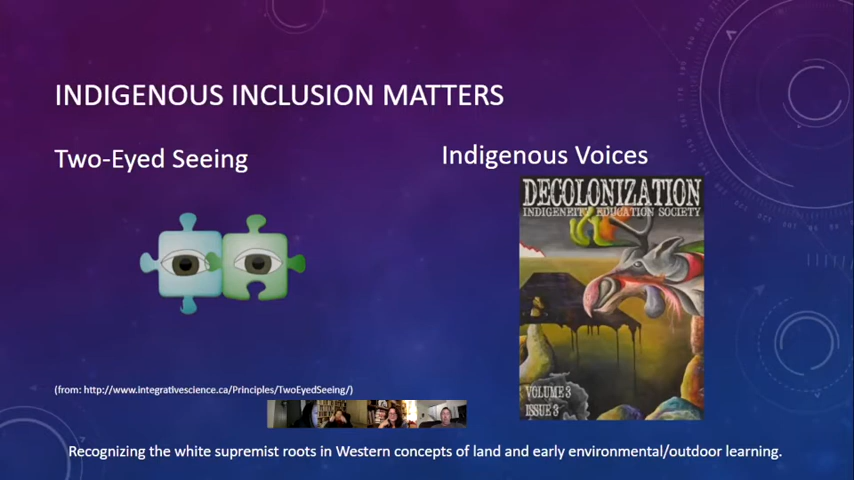 INDIGENOUS INCLUSION MATTERS
Two-Eyed Seeing
Indigenous Voices
DECOLONIZATION
INDIGENEITY EDUCATION SOCIETY
VOLUME 3
ISSUE 3
(from: http://www.integrativescience.ca/Principles/TwoEyedSeeing/)
Recognizing the white supremist roots in Western concepts of land and early environmental/outdoor learning.